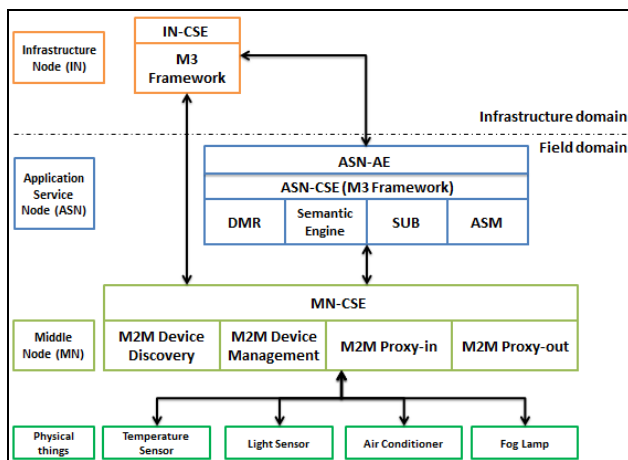 IN-CSE
Infrastructure
Node (IN)
M3
Framework
Infrastructure domain
Field domain
Application
Service
Node (ASN)
ASN-AE
ASN-CSE (M3 Framework)
DMR
Semantic
Engine
SUB
ASM
MN-CSE
Middle
Node (MN)
M2M Device
Discovery
M2M Device
Management
M2M Proxy-in
M2M Proxy-out
Physical
things
Temperature
Sensor
Light Sensor
Air Conditioner
Fog Lamp